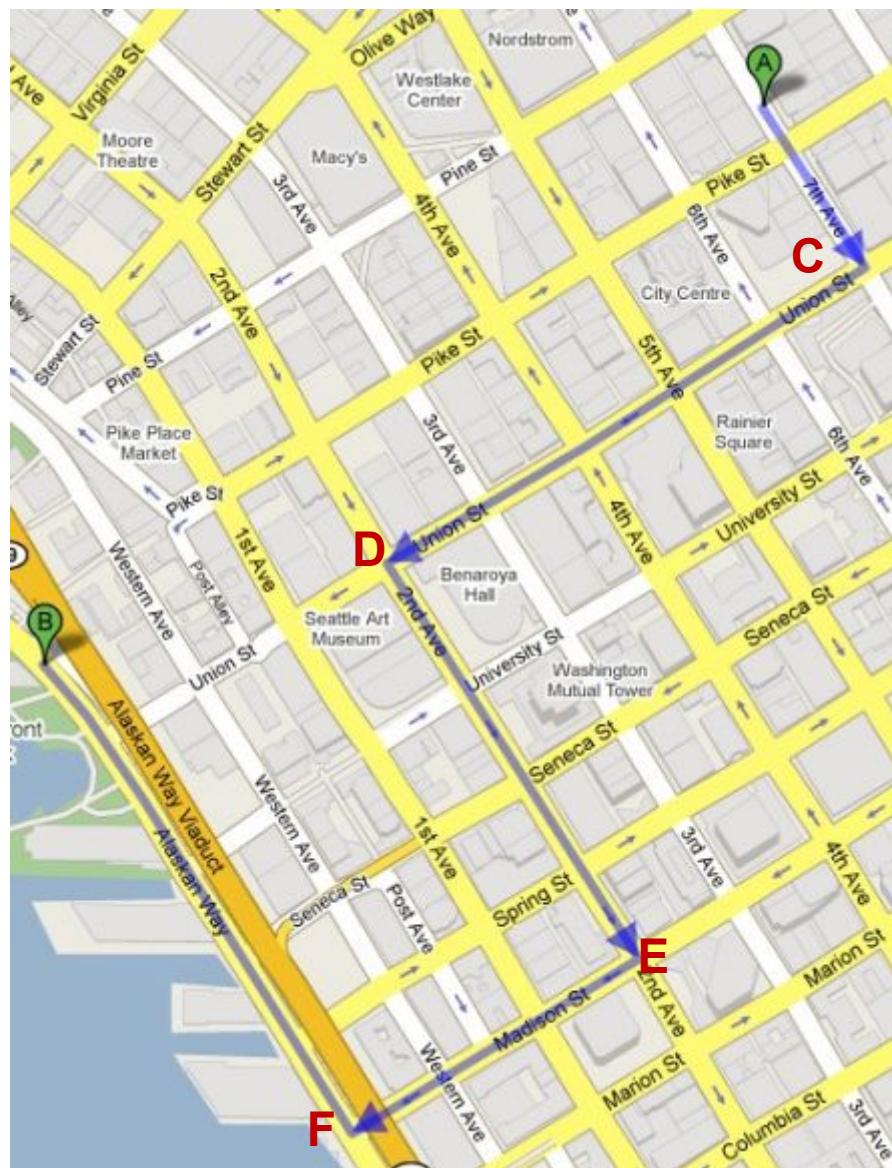 Olive Way
Nordstrom
Virginia St
Ave
A
Westlake
Center
Moore
Theatre
Stewart St
Macy's
Pine St
Pike St
3rd Ave
4th Ave
7th Ave
6th Ave
C
2nd Ave
City Centre
Union St
Stewart St
Pine St
Pike St
5th Ave
Alley
3rd Ave
Rainier
Square
6th Ave
Pike Place
Market
Pike St
University St
4th Ave
D
Union St
1st Ave
Western Ave
Post Alley
Benaroya
Hall
Seneca St
B
Seattle Art
Museum
2nd Ave
University St
Union St
Washington
Mutual Tower
ont
Alaskan Way Viaduct
Seneca St
Western Ave
1st Ave
3rd Ave
4th Ave
Alaskan Way
Seneca St
Post Ave
Spring St
E
Marion St
2nd Ave
Madison St
Western Ave
Marion St
F
Columbia St
3rd Ave